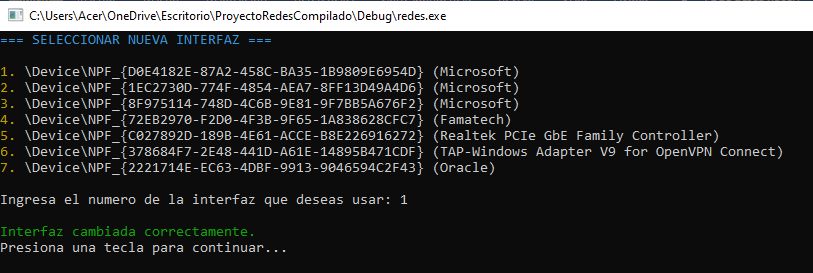 C:\Users\Acer\OneDrive\Escritorio\ProyectoRedesCompilado\Debug\redes.exe
=== SELECCIONAR NUEVA INTERFAZ ===
1. \Device\NPF_{D0E4182E-87A2-458C-BA35-1B9809E6954D} (Microsoft)
2. \Device\NPF_{1EC2730D-774F-4854-AEA7-8FF13D49A4D6} (Microsoft)
3. \Device\NPF_{8F975114-748D-4C6B-9E81-9F7BB5A676F2} (Microsoft)
4. \Device\NPF_{72EB2970-F2D0-4F3B-9F65-1A838628CFC7} (Famatech)
5. \Device\NPF_{C027892D-189B-4E61-ACCE-B8E226916272} (Realtek PCIe GbE Family Controller)
6. \Device\NPF_{378684F7-2E48-441D-A61E-14895B471CDF} (TAP-Windows Adapter V9 for OpenVPN Connect)
7. \Device\NPF_{2221714E-EC63-4DBF-9913-9046594C2F43} (Oracle)
Ingresa el numero de la interfaz que deseas usar: 1
Interfaz cambiada correctamente.
Presiona una tecla para continuar...